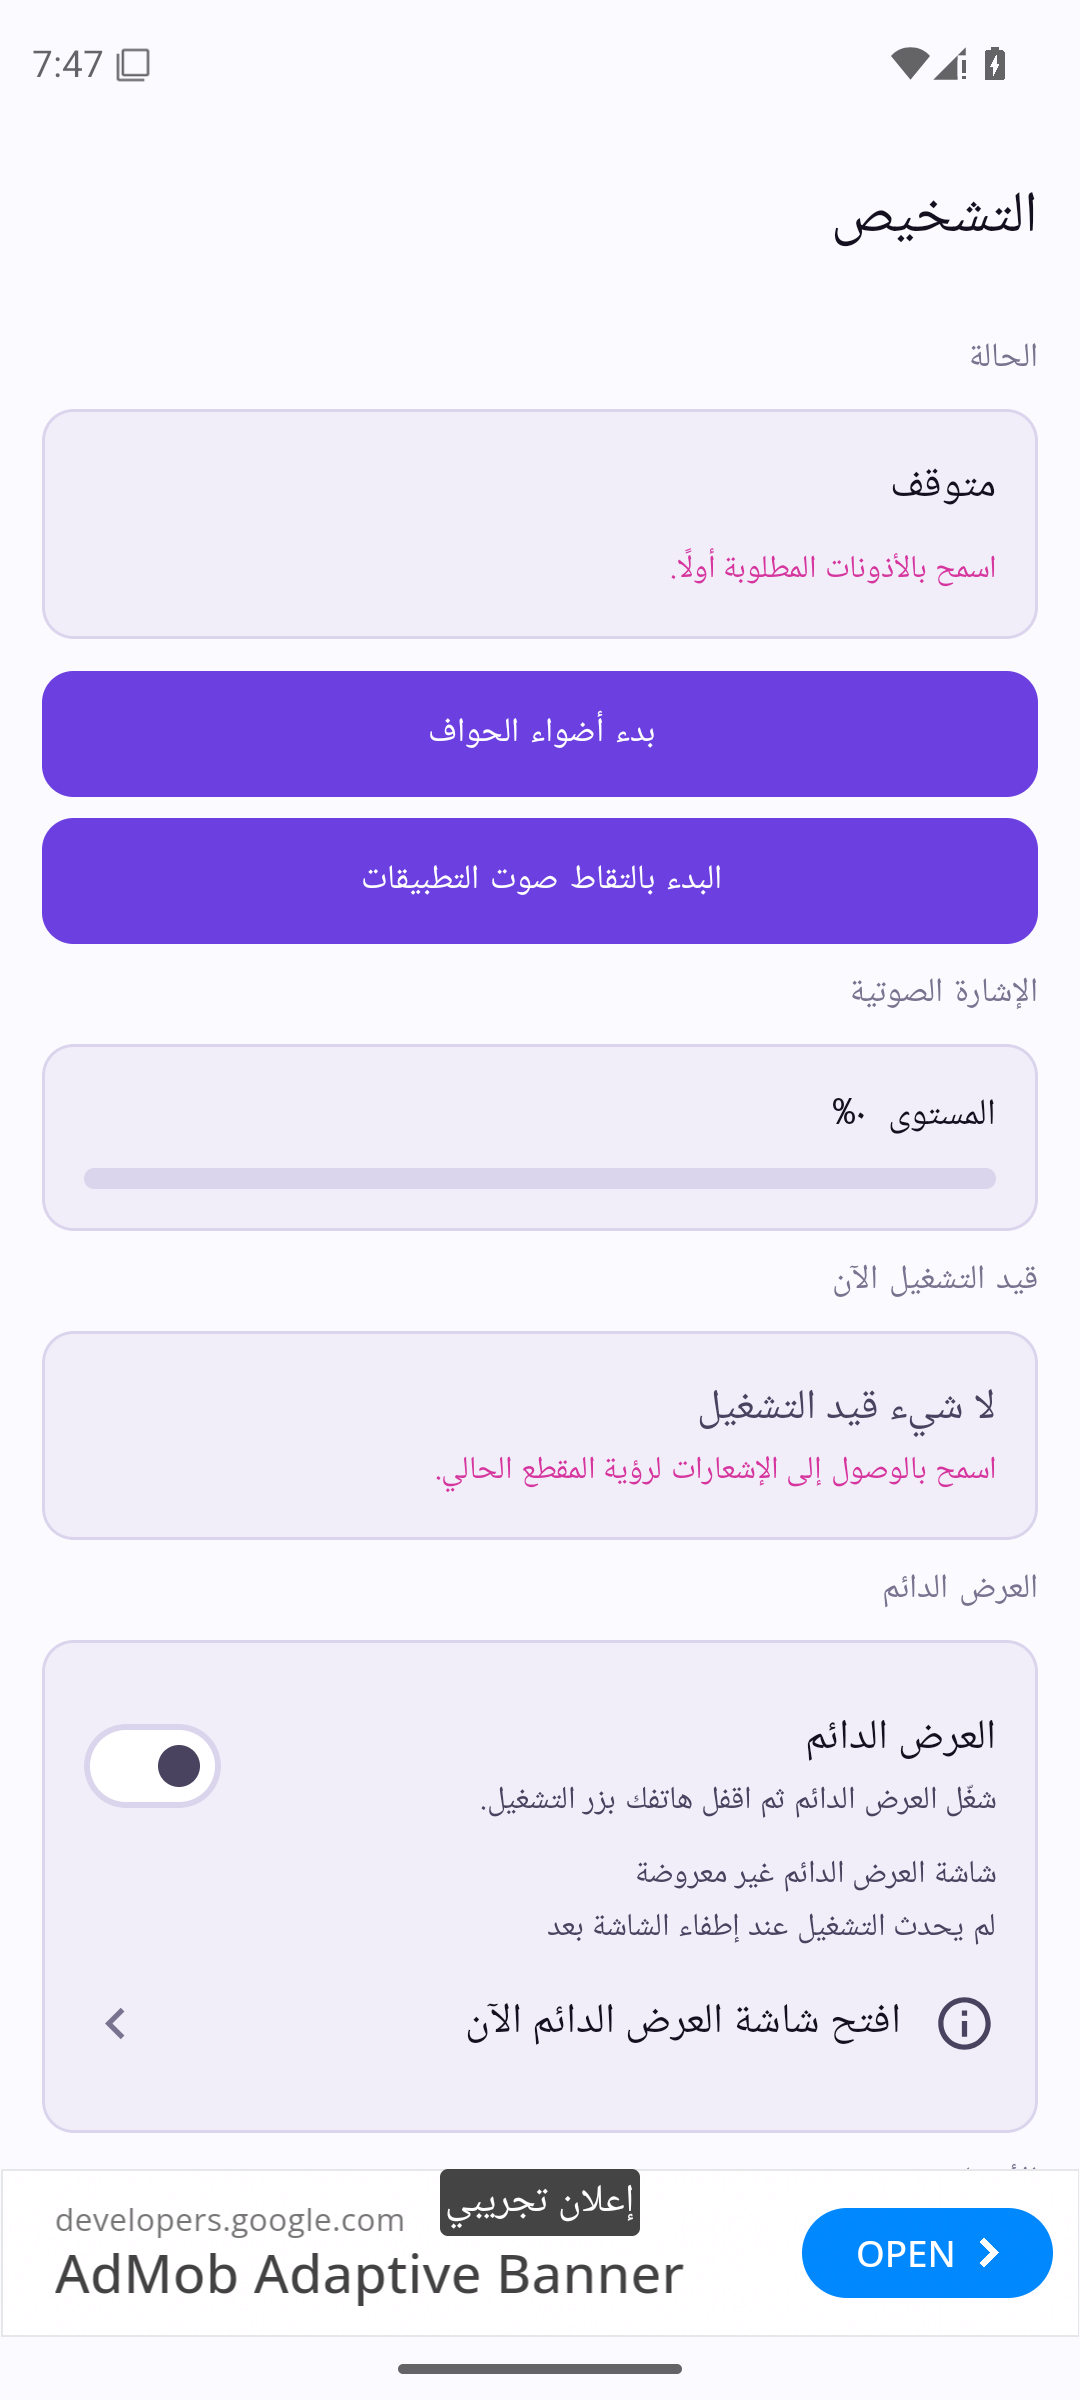 7:47
التشخيص
الحالة
متوقف
اسمح بالأذونات المطلوبة أولًا.
بدء أضواء الحواف
البدء بالتقاط صوت التطبيقات
الإشارة الصوتية
المستوى ٠%
قيد التشغيل الآن
لا شيء قيد التشغيل
اسمح بالوصول إلى الإشعارات لرؤية المقطع الحالي.
العرض الدائم
العرض الدائم
شغّل العرض الدائم ثم اقفل هاتفك بزر التشغيل.
شاشة العرض الدائم غير معروضة
لم يحدث التشغيل عند إطفاء الشاشة بعد
افتح شاشة العرض الدائم الآن
إعلان تجريبي
developers.google.com
AdMob Adaptive Banner
OPEN